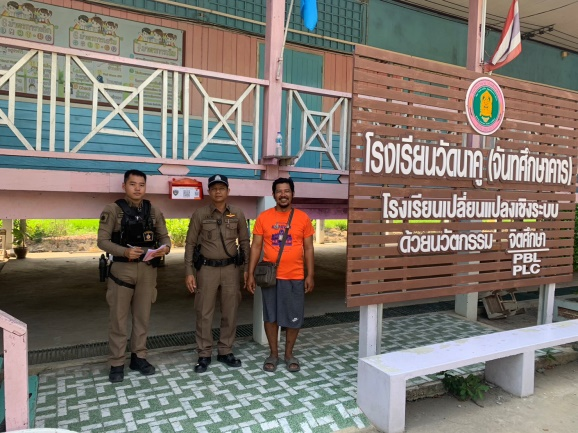 โรงเรียนวัดนาคู (จันทศึกษาคาร)
โรงเรียนเปลี่ยนแปลงเชิงระบบ
ด้วยนวัตกรรม - จิตศึกษา
PBL
PLC